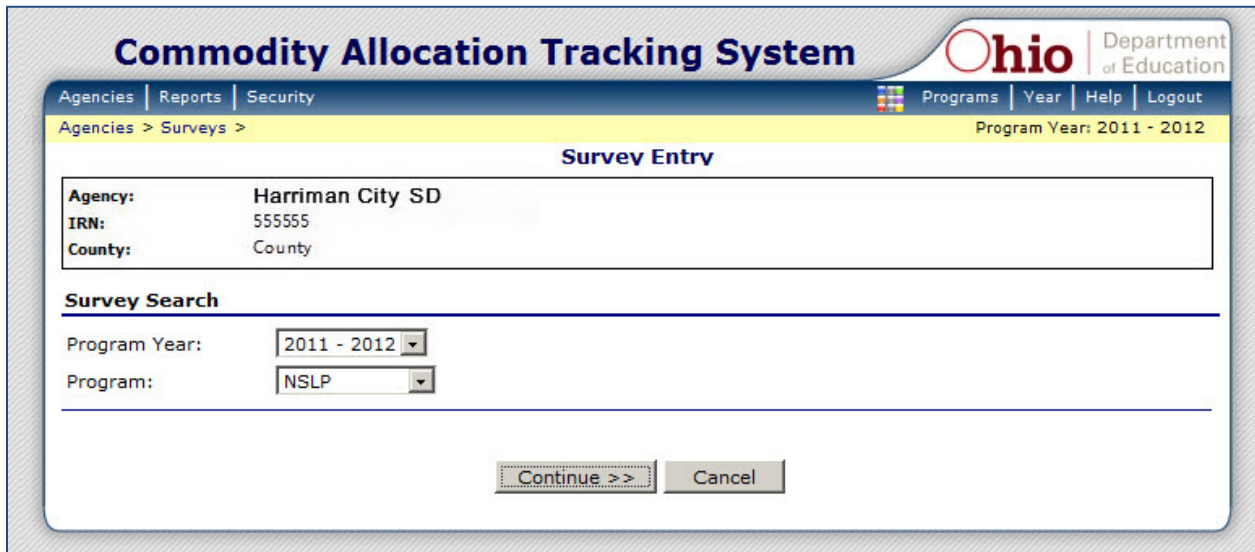 Commodity Allocation Tracking System
Ohio Department of Education
Agencies | Reports | Security Programs | Year | Help | Logout
Agencies > Surveys > Program Year: 2011 - 2012
Survey Entry
Agency: Harriman City SD
IRN: 555555
County: County
Survey Search
Program Year: 2011 - 2012
Program: NSLP
Continue >> Cancel